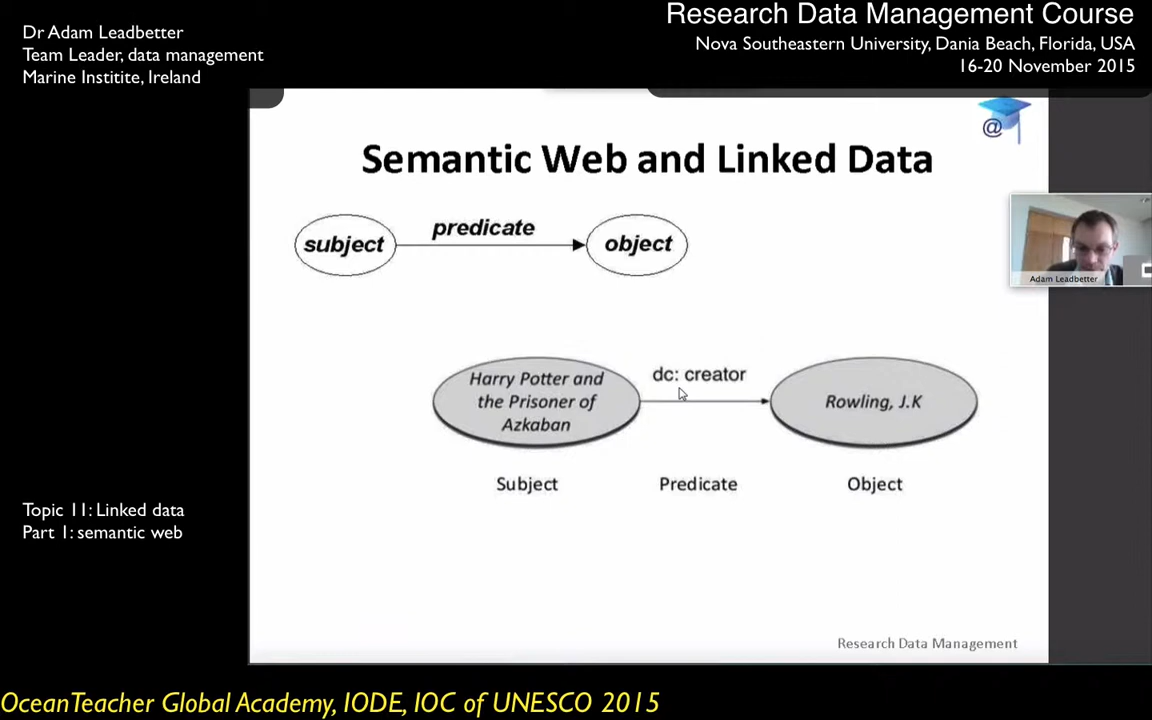 Dr Adam Leadbetter
Team Leader, data management
Marine Institite, Ireland
Research Data Management Course
Nova Southeastern University, Dania Beach, Florida, USA
16-20 November 2015
@
Semantic Web and Linked Data
subject
predicate
object
Adam Leadbetter
Harry Potter and
the Prisoner of
Azkaban
dc: creator
Rowling, J.K
Subject
Predicate
Object
Topic 11: Linked data
Part 1: semantic web
Research Data Management
OceanTeacher Global Academy, IODE, IOC of UNESCO 2015